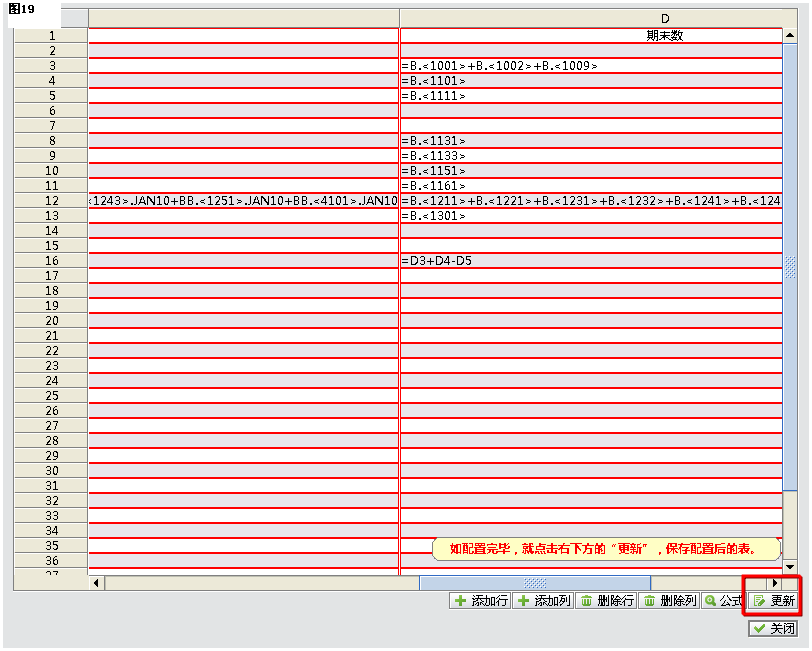 图19
D
1 期末数
2
3 =B.<1001>+B.<1002>+B.<1009>
4 =B.<1101>
5 =B.<1111>
6
7
8 =B.<1131>
9 =B.<1133>
10 =B.<1151>
11 =B.<1161>
12 <1243>.JAN10+BB.<1251>.JAN10+BB.<4101>.JAN10 =B.<1211>+B.<1221>+B.<1231>+B.<1232>+B.<1241>+B.<124
13 =B.<1301>
14
15
16 =D3+D4-D5
17
18
19
20
21
22
23
24
25
26
27
28
29
30
31
32
33
34
35 如配置完毕，就点击右下方的“更新”，保存配置后的表。
36
37
添加行 添加列 删除行 删除列 公式 更新
关闭